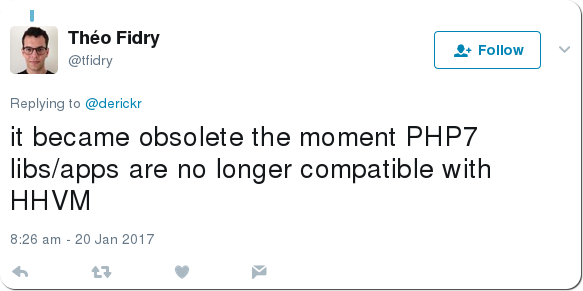 Théo Fidry
@tfidry
Follow
Replying to @derickr
it became obsolete the moment PHP7
libs/apps are no longer compatible with
HHVM
8:26 am - 20 Jan 2017